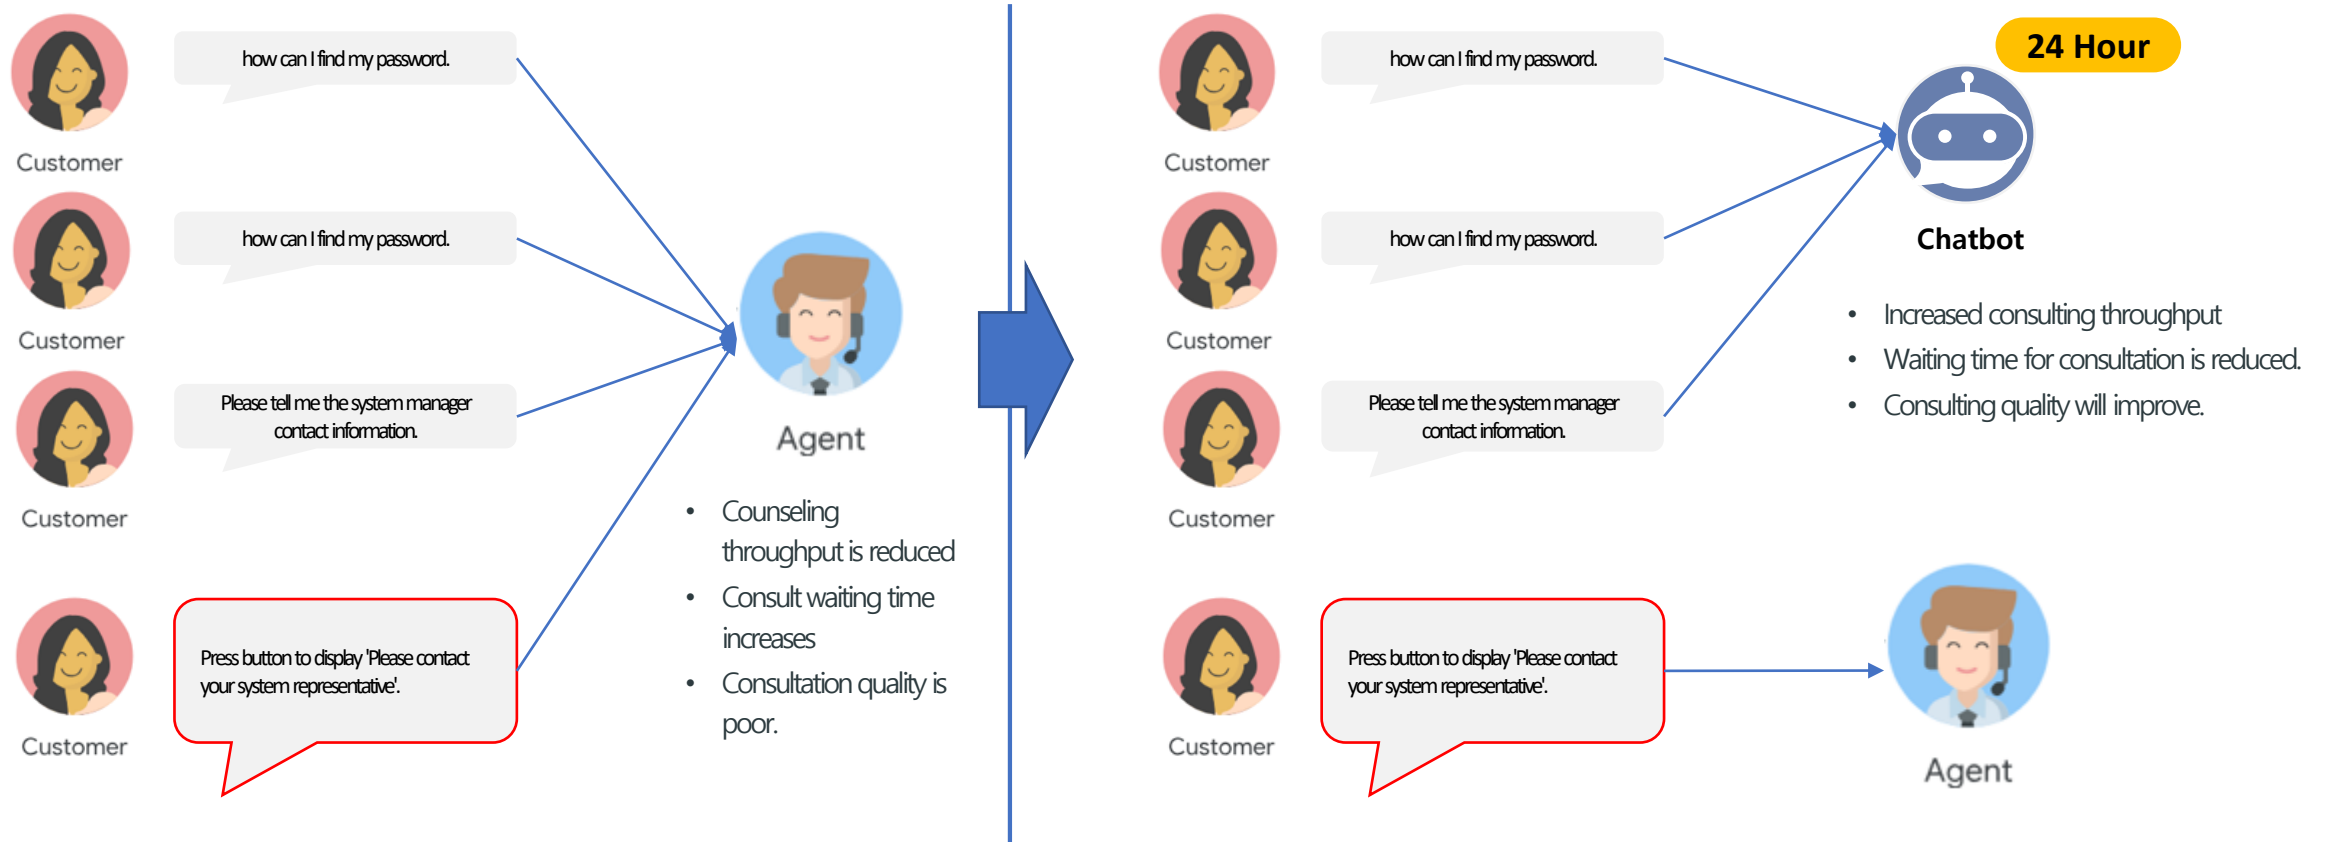 how can I find my password.
Customer
how can I find my password.
Customer
Please tell me the system manager
contact information.
Customer
Press button to display 'Please contact
your system representative'.
Customer
Agent
• Counseling
throughput is reduced
• Consult waiting time
increases
• Consultation quality is
poor.
how can I find my password.
Customer
how can I find my password.
Customer
Please tell me the system manager
contact information.
Customer
Press button to display 'Please contact
your system representative'.
Customer
24 Hour
Chatbot
• Increased consulting throughput
• Waiting time for consultation is reduced.
• Consulting quality will improve.
Agent